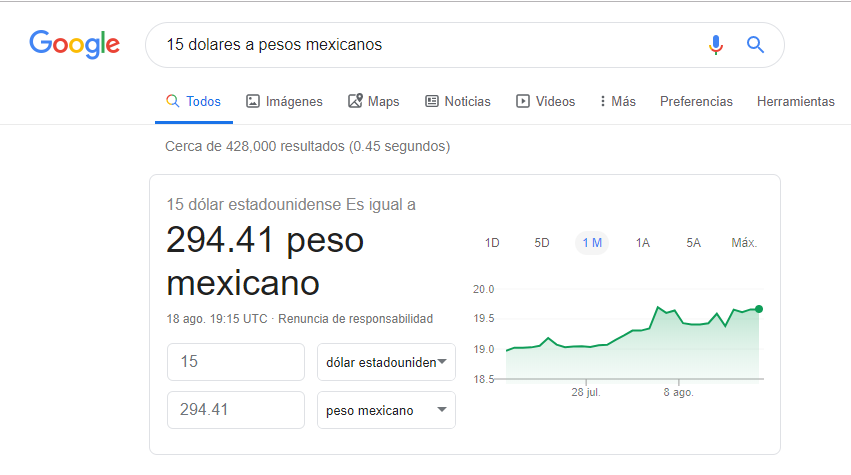 Google
15 dolares a pesos mexicanos
Todos Imágenes Maps Noticias Videos Más Preferencias Herramientas
Cerca de 428,000 resultados (0.45 segundos)
15 dólar estadounidense Es igual a
294.41 peso
mexicano
18 ago. 19:15 UTC · Renuncia de responsabilidad
15 dólar estadouniden
294.41 peso mexicano
1D 5D 1 M 1A 5A Máx.
20.0
19.5
19.0
18.5
28 jul. 8 ago.